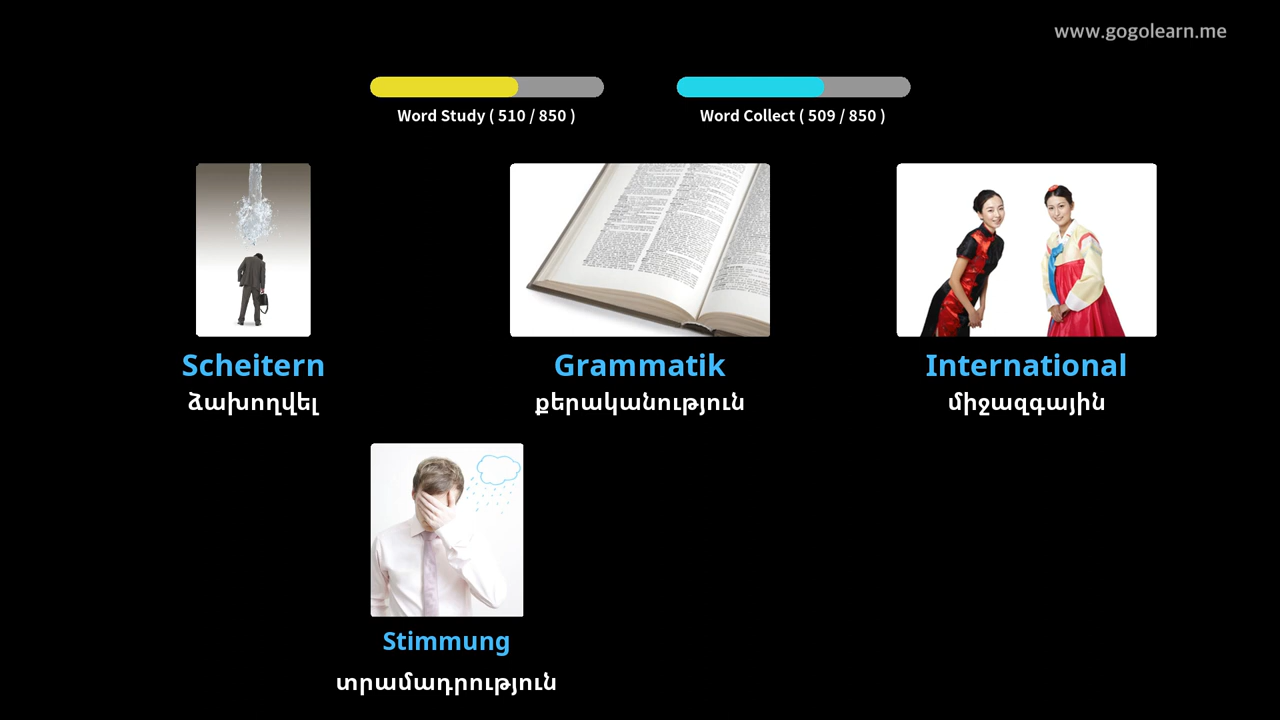 www.gogolearn.me
Word Study ( 510 / 850 )
Word Collect ( 509 / 850 )
Scheitern
ձախողվել
Grammatik
քերականություն
International
միջազգային
Stimmung
տրամադրություն